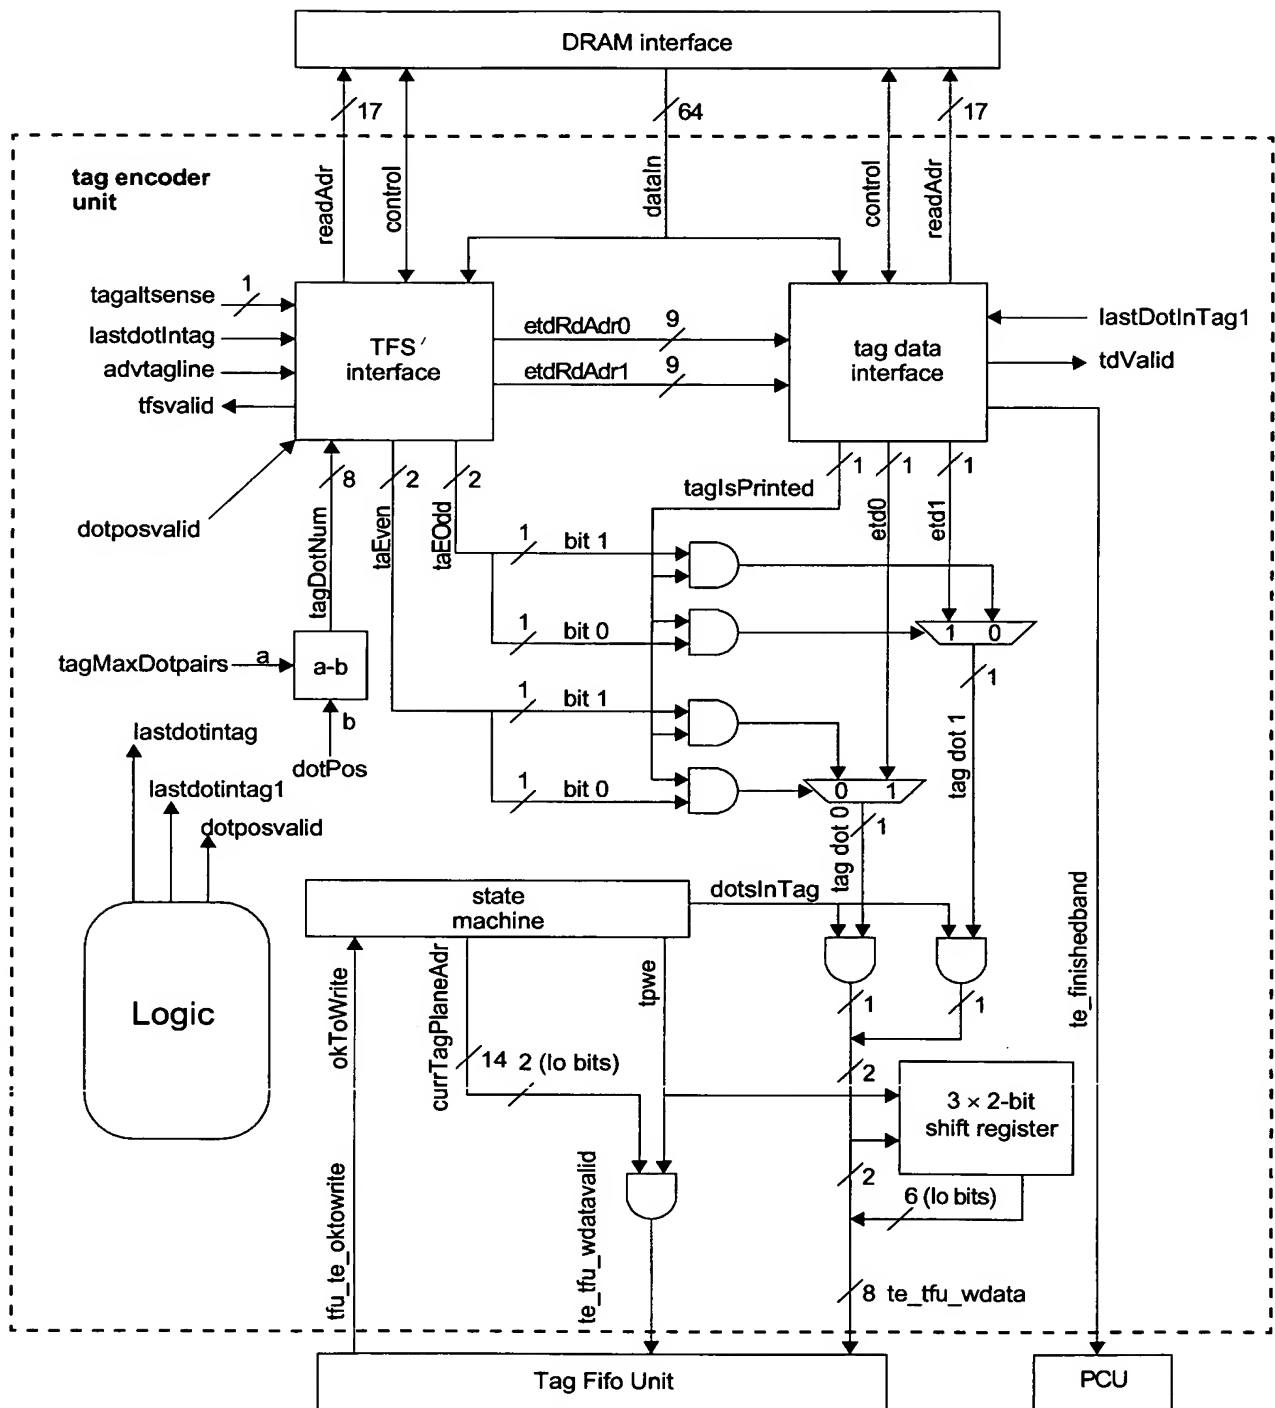 DRAM interface
17
64
17
tag encoder
unit
readAdr
control
dataIn
control
readAdr
tagaltsense
1
lastdotIntag
advtagline
tfsvalid
dotposvalid
TFS
interface
etdRdAdr0
9
etdRdAdr1
9
tag data
interface
lastDotInTag1
tdValid
8
2
2
tagIsPrinted
1
1
1
tagDotNum
taEven
taEOdd
etd0
etd1
1
bit 1
1
bit 0
1 0
1
tagMaxDotpairs
a
a-b
b
dotPos
1
bit 1
1
bit 0
0 1
1
tag dot 0
tag dot 1
lastdotintag
lastdotintag1
dotposvalid
Logic
state
machine
dotsInTag
okToWrite
currTagPlaneAdr
tpwe
te_finishedband
1
1
14
2 (lo bits)
2
3 × 2-bit
shift register
2
6 (lo bits)
tfu_te_oktowrite
te_tfu_wdatavalid
8 te_tfu_wdata
Tag Fifo Unit
PCU